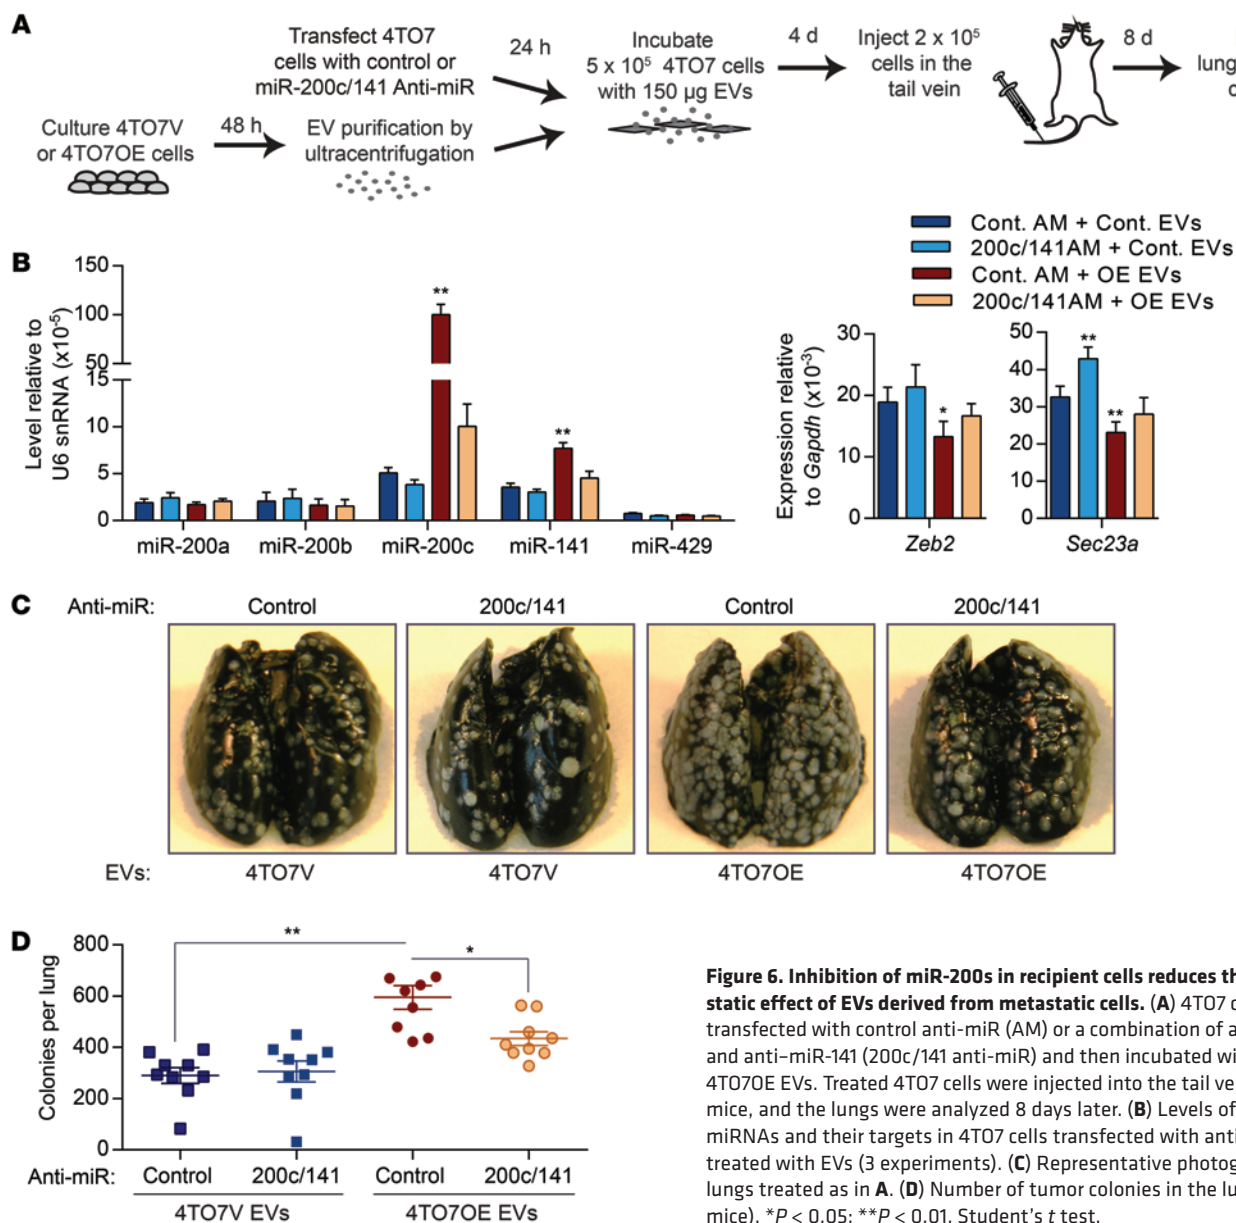 A
Transfect 4TO7
cells with control or
miR-200c/141 Anti-miR
24 h
Incubate
5 x 10⁵ 4TO7 cells
with 150 µg EVs
4 d
Inject 2 x 10⁵
cells in the
tail vein
8 d
lung
Culture 4TO7V
or 4TO7OE cells
48 h
EV purification by
ultracentrifugation
Cont. AM + Cont. EVs
200c/141AM + Cont. EVs
Cont. AM + OE EVs
200c/141AM + OE EVs
B
Level relative to
U6 snRNA (x10⁻⁵)
150
100
50
15
10
5
0
**
**
miR-200a miR-200b miR-200c miR-141 miR-429
Expression relative
to Gapdh (x10⁻³)
30
20
10
0
*
Zeb2
50
40
30
20
10
0
**
**
Sec23a
C
Anti-miR: Control 200c/141 Control 200c/141
EVs: 4TO7V 4TO7V 4TO7OE 4TO7OE
D
Colonies per lung
800
600
400
200
0
**
*
Anti-miR: Control 200c/141 Control 200c/141
4TO7V EVs 4TO7OE EVs
Figure 6. Inhibition of miR-200s in recipient cells reduces th
static effect of EVs derived from metastatic cells. (A) 4TO7 c
transfected with control anti-miR (AM) or a combination of a
and anti–miR-141 (200c/141 anti-miR) and then incubated wi
4TO7OE EVs. Treated 4TO7 cells were injected into the tail ve
mice, and the lungs were analyzed 8 days later. (B) Levels of
miRNAs and their targets in 4TO7 cells transfected with anti
treated with EVs (3 experiments). (C) Representative photog
lungs treated as in A. (D) Number of tumor colonies in the lu
mice). *P < 0.05; **P < 0.01. Student's t test.